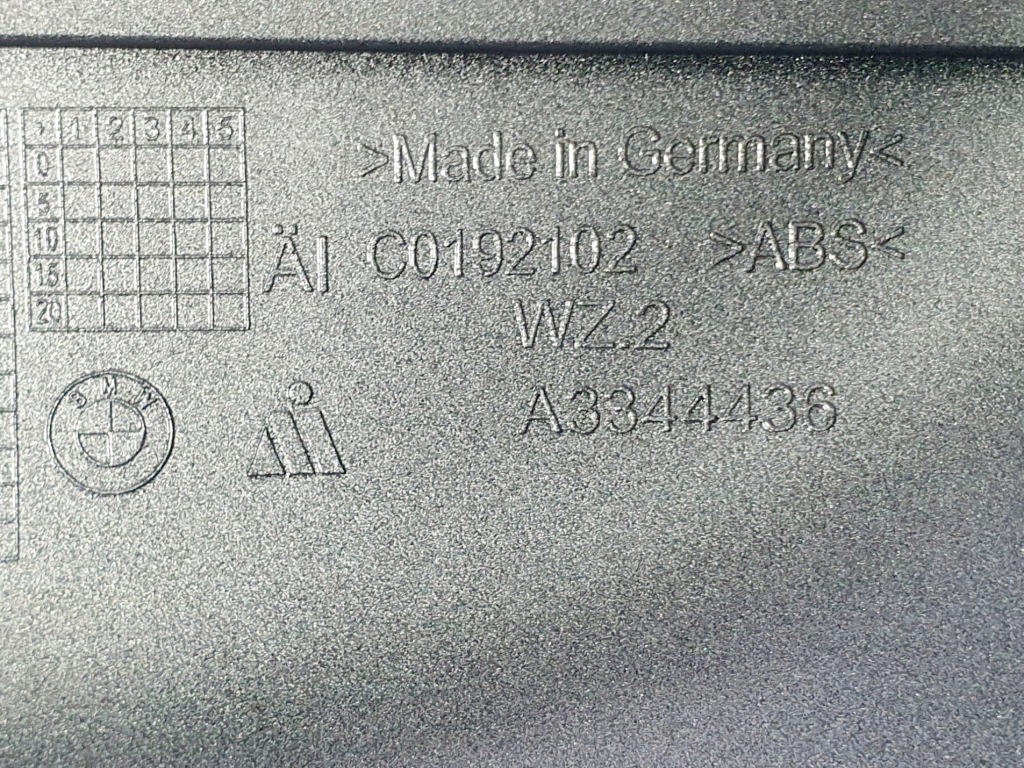 1 2 3 4 5
0
5
10
15
20
>Made in Germany<
ÄI C0192102 >ABS<
WZ.2
A3344436
BMW